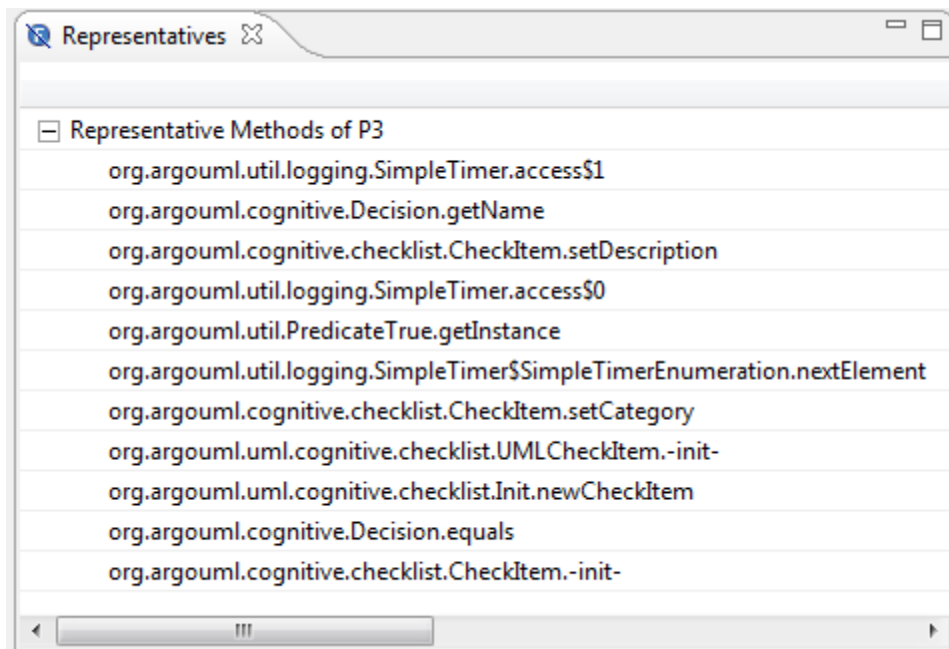 Representatives
Representative Methods of P3
org.argouml.util.logging.SimpleTimer.access$1
org.argouml.cognitive.Decision.getName
org.argouml.cognitive.checklist.CheckItem.setDescription
org.argouml.util.logging.SimpleTimer.access$0
org.argouml.util.PredicateTrue.getInstance
org.argouml.util.logging.SimpleTimer$SimpleTimerEnumeration.nextElement
org.argouml.cognitive.checklist.CheckItem.setCategory
org.argouml.uml.cognitive.checklist.UMLCheckItem.-init-
org.argouml.uml.cognitive.checklist.Init.newCheckItem
org.argouml.cognitive.Decision.equals
org.argouml.cognitive.checklist.CheckItem.-init-